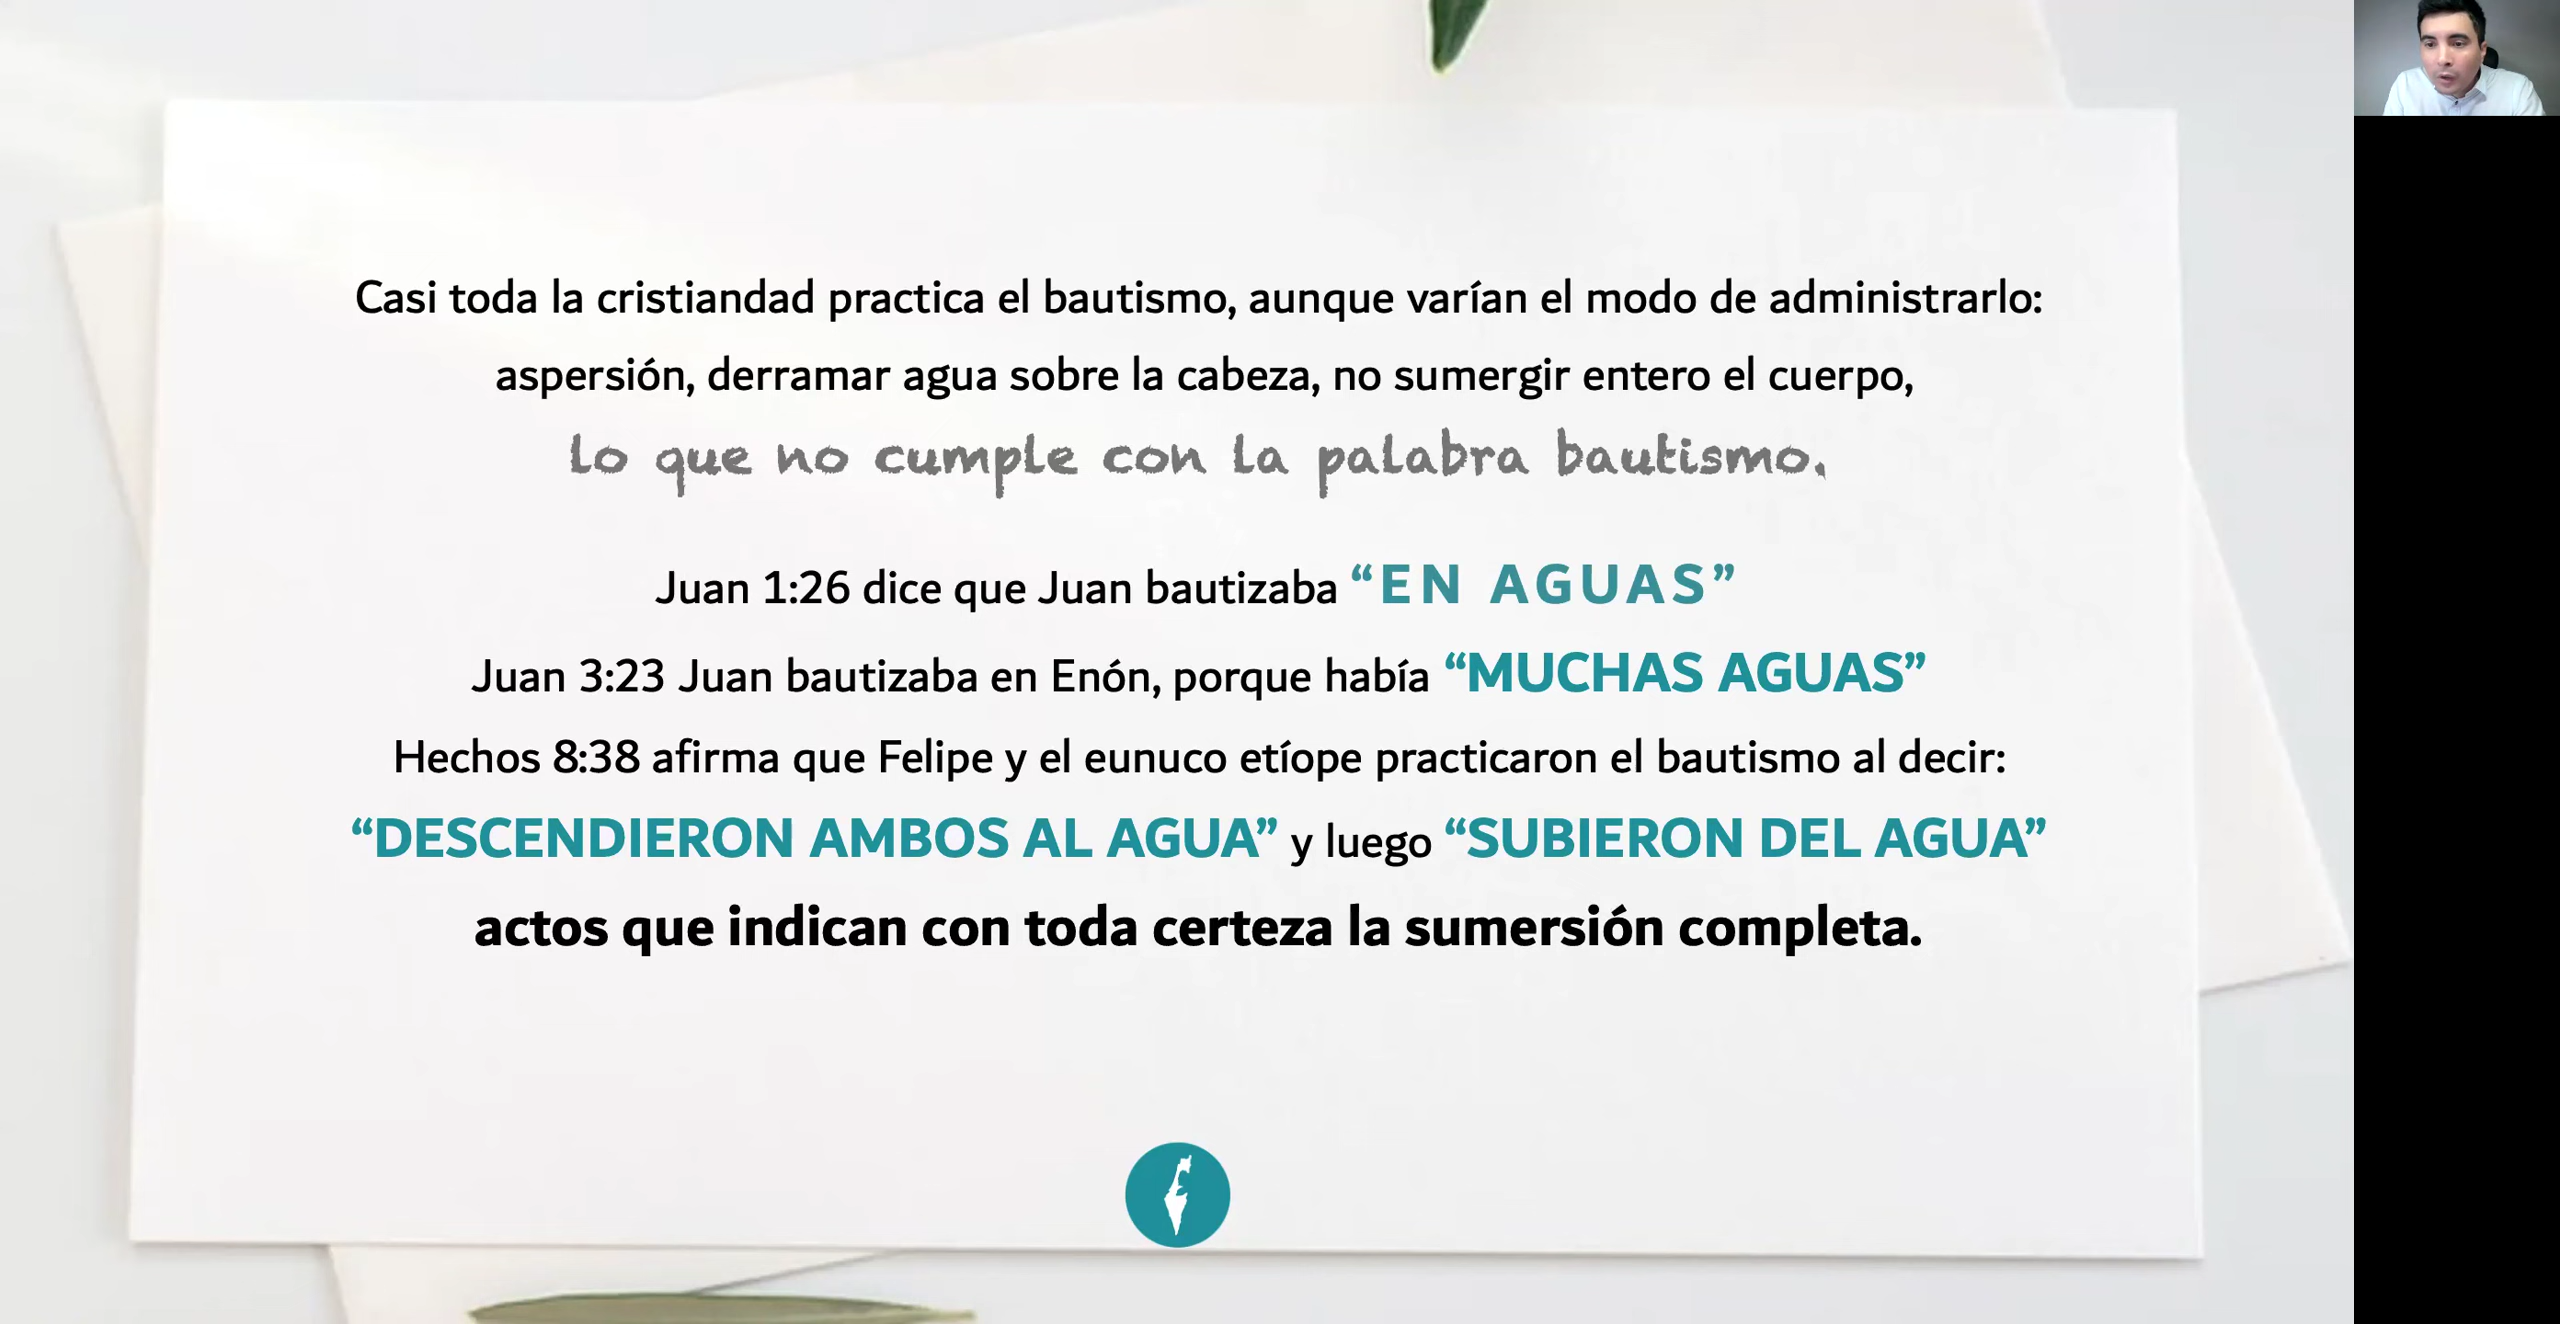 Casi toda la cristiandad practica el bautismo, aunque varían el modo de administrarlo:
aspersión, derramar agua sobre la cabeza, no sumergir entero el cuerpo,
lo que no cumple con la palabra bautismo.
Juan 1:26 dice que Juan bautizaba “EN AGUAS”
Juan 3:23 Juan bautizaba en Enón, porque había “MUCHAS AGUAS”
Hechos 8:38 afirma que Felipe y el eunuco etíope practicaron el bautismo al decir:
“DESCENDIERON AMBOS AL AGUA” y luego “SUBIERON DEL AGUA”
actos que indican con toda certeza la sumersión completa.